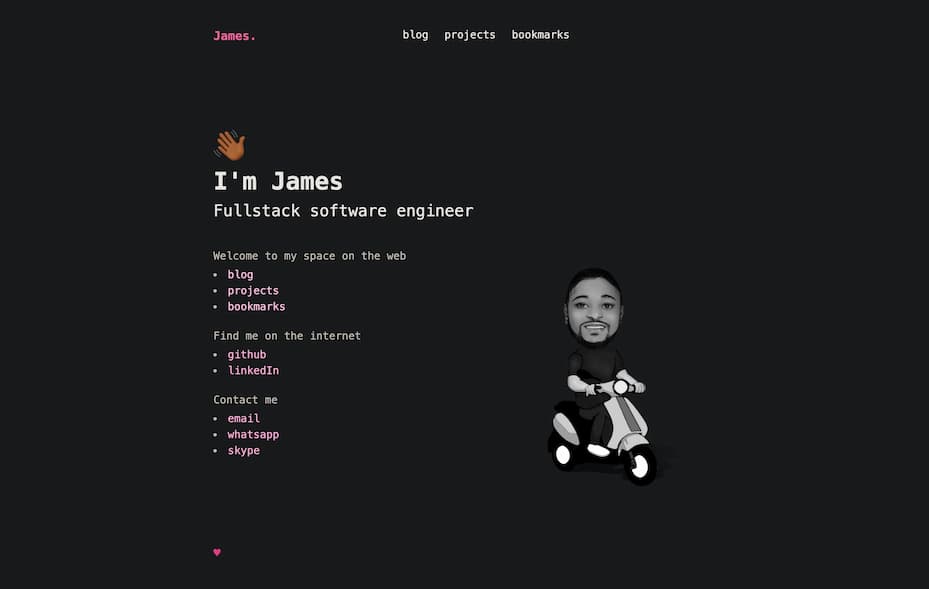 James.
blog projects bookmarks
I'm James
Fullstack software engineer
Welcome to my space on the web
blog
projects
bookmarks
Find me on the internet
github
linkedIn
Contact me
email
whatsapp
skype